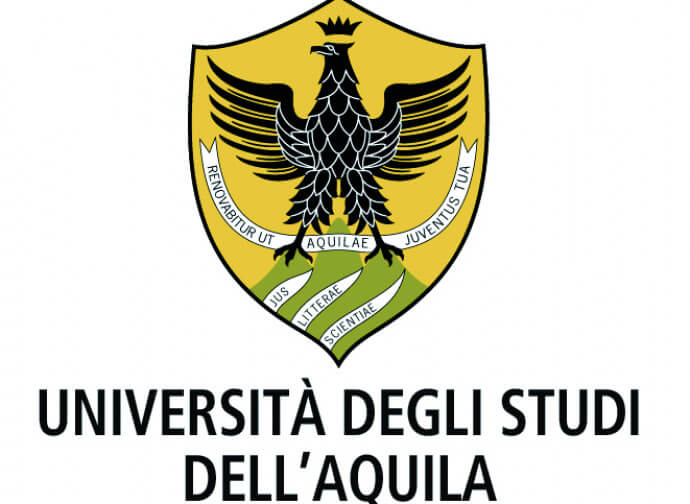 RENOVABITUR UT AQUILAE JUVENTUS TUA
JUS
LITTERAE
SCIENTIAE
UNIVERSITÀ DEGLI STUDI
DELL'AQUILA